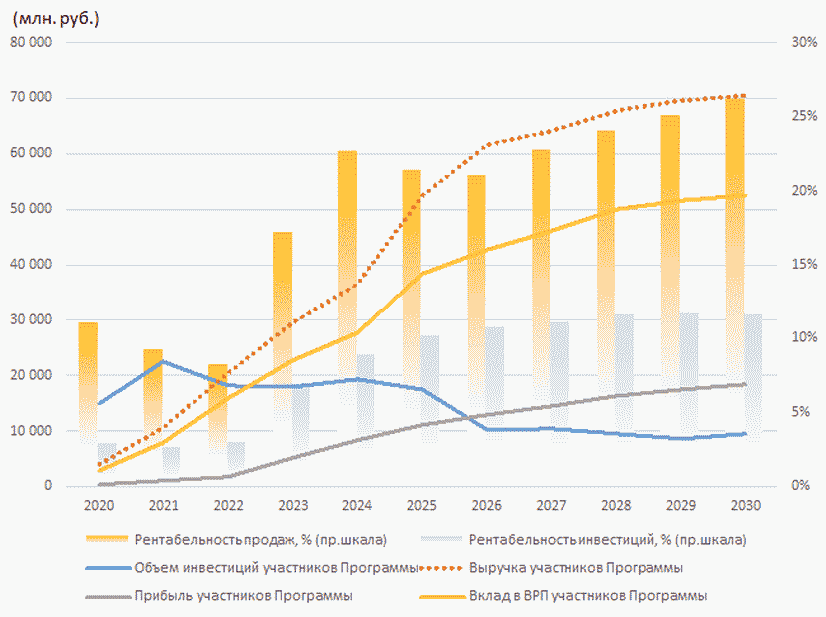 (млн. руб.)
80 000 30%
70 000 25%
60 000
50 000 20%
40 000 15%
30 000 10%
20 000
10 000 5%
0 0%
2020 2021 2022 2023 2024 2025 2026 2027 2028 2029 2030
Рентабельность продаж, % (пр.шкала) Рентабельность инвестиций, % (пр.шкала)
Объем инвестиций участников Программы Выручка участников Программы
Прибыль участников Программы Вклад в ВРП участников Программы